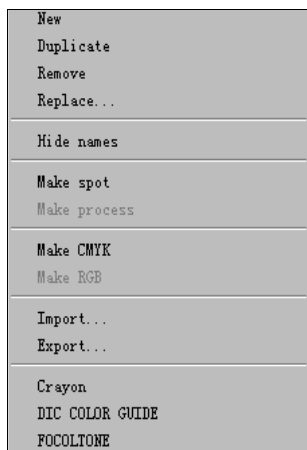 New
Duplicate
Remove
Replace...
Hide names
Make spot
Make process
Make CMYK
Make RGB
Import...
Export...
Crayon
DIC COLOR GUIDE
FOCOLTONE